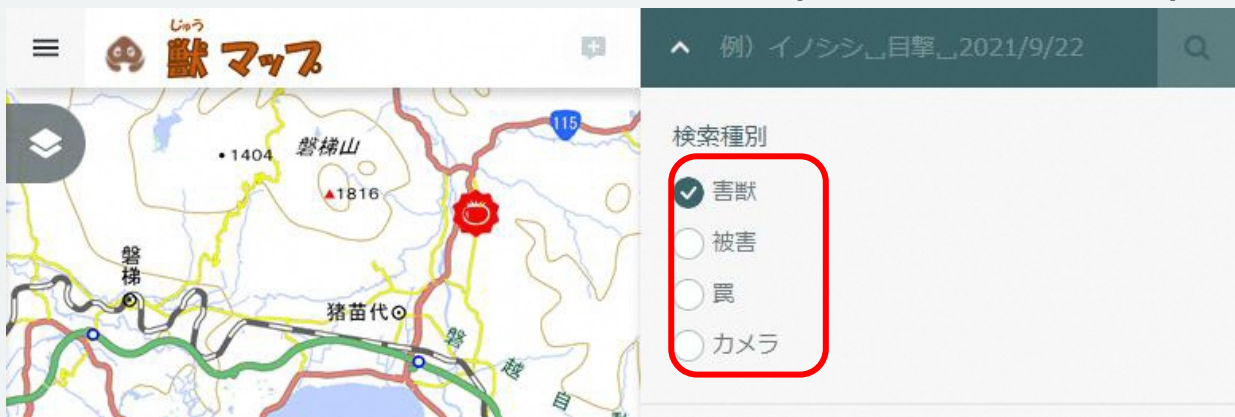 じゅう
獣マップ
例）イノシシ␣目撃␣2021/9/22
115
検索種別
1404
磐梯山
1816
害獣
被害
磐梯
罠
猪苗代
カメラ
磐越自